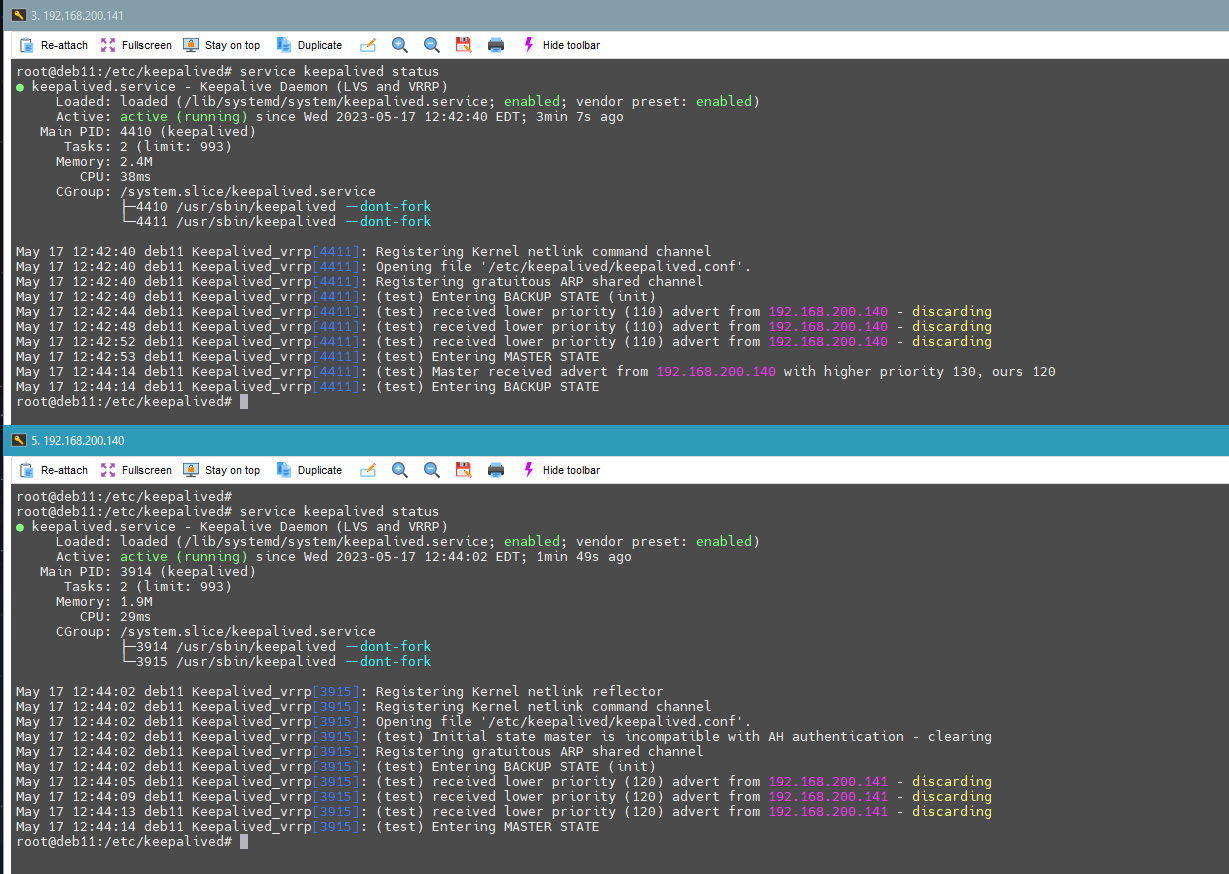 3. 192.168.200.141
Re-attach Fullscreen Stay on top Duplicate Hide toolbar
root@deb11:/etc/keepalived# service keepalived status
● keepalived.service - Keepalive Daemon (LVS and VRRP)
     Loaded: loaded (/lib/systemd/system/keepalived.service; enabled; vendor preset: enabled)
     Active: active (running) since Wed 2023-05-17 12:42:40 EDT; 3min 7s ago
   Main PID: 4410 (keepalived)
      Tasks: 2 (limit: 993)
     Memory: 2.4M
        CPU: 38ms
     CGroup: /system.slice/keepalived.service
             ├─4410 /usr/sbin/keepalived --dont-fork
             └─4411 /usr/sbin/keepalived --dont-fork
May 17 12:42:40 deb11 Keepalived_vrrp[4411]: Registering Kernel netlink command channel
May 17 12:42:40 deb11 Keepalived_vrrp[4411]: Opening file '/etc/keepalived/keepalived.conf'.
May 17 12:42:40 deb11 Keepalived_vrrp[4411]: Registering gratuitous ARP shared channel
May 17 12:42:40 deb11 Keepalived_vrrp[4411]: (test) Entering BACKUP STATE (init)
May 17 12:42:44 deb11 Keepalived_vrrp[4411]: (test) received lower priority (110) advert from 192.168.200.140 - discarding
May 17 12:42:48 deb11 Keepalived_vrrp[4411]: (test) received lower priority (110) advert from 192.168.200.140 - discarding
May 17 12:42:52 deb11 Keepalived_vrrp[4411]: (test) received lower priority (110) advert from 192.168.200.140 - discarding
May 17 12:42:53 deb11 Keepalived_vrrp[4411]: (test) Entering MASTER STATE
May 17 12:44:14 deb11 Keepalived_vrrp[4411]: (test) Master received advert from 192.168.200.140 with higher priority 130, ours 120
May 17 12:44:14 deb11 Keepalived_vrrp[4411]: (test) Entering BACKUP STATE
root@deb11:/etc/keepalived#
5. 192.168.200.140
Re-attach Fullscreen Stay on top Duplicate Hide toolbar
root@deb11:/etc/keepalived#
root@deb11:/etc/keepalived# service keepalived status
● keepalived.service - Keepalive Daemon (LVS and VRRP)
     Loaded: loaded (/lib/systemd/system/keepalived.service; enabled; vendor preset: enabled)
     Active: active (running) since Wed 2023-05-17 12:44:02 EDT; 1min 49s ago
   Main PID: 3914 (keepalived)
      Tasks: 2 (limit: 993)
     Memory: 1.9M
        CPU: 29ms
     CGroup: /system.slice/keepalived.service
             ├─3914 /usr/sbin/keepalived --dont-fork
             └─3915 /usr/sbin/keepalived --dont-fork
May 17 12:44:02 deb11 Keepalived_vrrp[3915]: Registering Kernel netlink reflector
May 17 12:44:02 deb11 Keepalived_vrrp[3915]: Registering Kernel netlink command channel
May 17 12:44:02 deb11 Keepalived_vrrp[3915]: Opening file '/etc/keepalived/keepalived.conf'.
May 17 12:44:02 deb11 Keepalived_vrrp[3915]: (test) Initial state master is incompatible with AH authentication - clearing
May 17 12:44:02 deb11 Keepalived_vrrp[3915]: Registering gratuitous ARP shared channel
May 17 12:44:02 deb11 Keepalived_vrrp[3915]: (test) Entering BACKUP STATE (init)
May 17 12:44:05 deb11 Keepalived_vrrp[3915]: (test) received lower priority (120) advert from 192.168.200.141 - discarding
May 17 12:44:09 deb11 Keepalived_vrrp[3915]: (test) received lower priority (120) advert from 192.168.200.141 - discarding
May 17 12:44:13 deb11 Keepalived_vrrp[3915]: (test) received lower priority (120) advert from 192.168.200.141 - discarding
May 17 12:44:14 deb11 Keepalived_vrrp[3915]: (test) Entering MASTER STATE
root@deb11:/etc/keepalived#